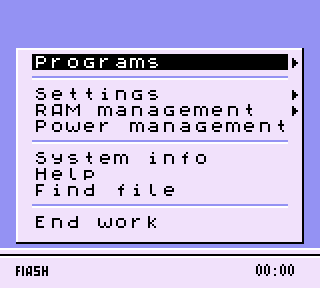 Programs
Settings
RAM management
Power management
System info
Help
Find file
End work
FlASH
00:00